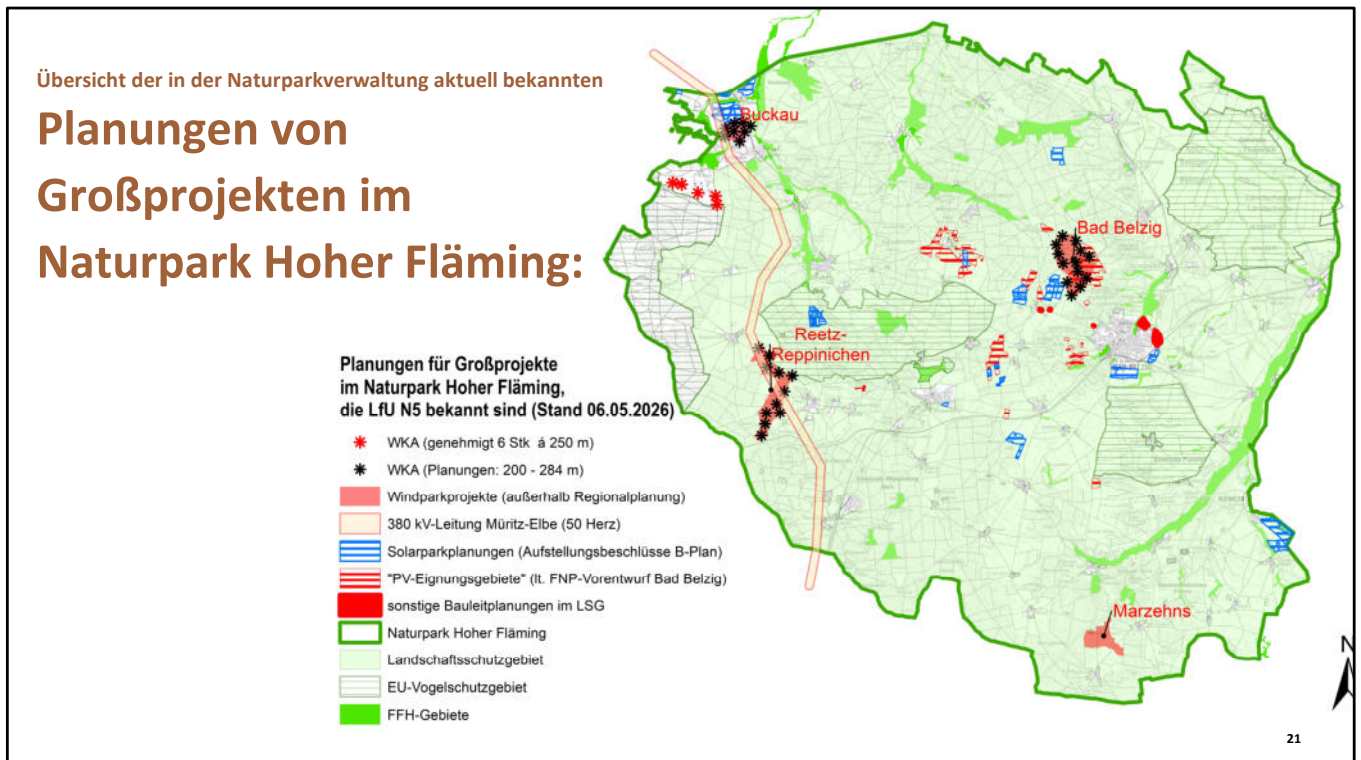 Übersicht der in der Naturparkverwaltung aktuell bekannten
Planungen von
Großprojekten im
Naturpark Hoher Fläming:
Buckau
Bad Belzig
Reetz-
Reppinichen
Marzehns
Planungen für Großprojekte
im Naturpark Hoher Fläming,
die LfU N5 bekannt sind (Stand 06.05.2026)
WKA (genehmigt 6 Stk á 250 m)
WKA (Planungen: 200 - 284 m)
Windparkprojekte (außerhalb Regionalplanung)
380 kV-Leitung Müritz-Elbe (50 Herz)
Solarparkplanungen (Aufstellungsbeschlüsse B-Plan)
"PV-Eignungsgebiete" (lt. FNP-Vorentwurf Bad Belzig)
sonstige Bauleitplanungen im LSG
Naturpark Hoher Fläming
Landschaftsschutzgebiet
EU-Vogelschutzgebiet
FFH-Gebiete
N
21